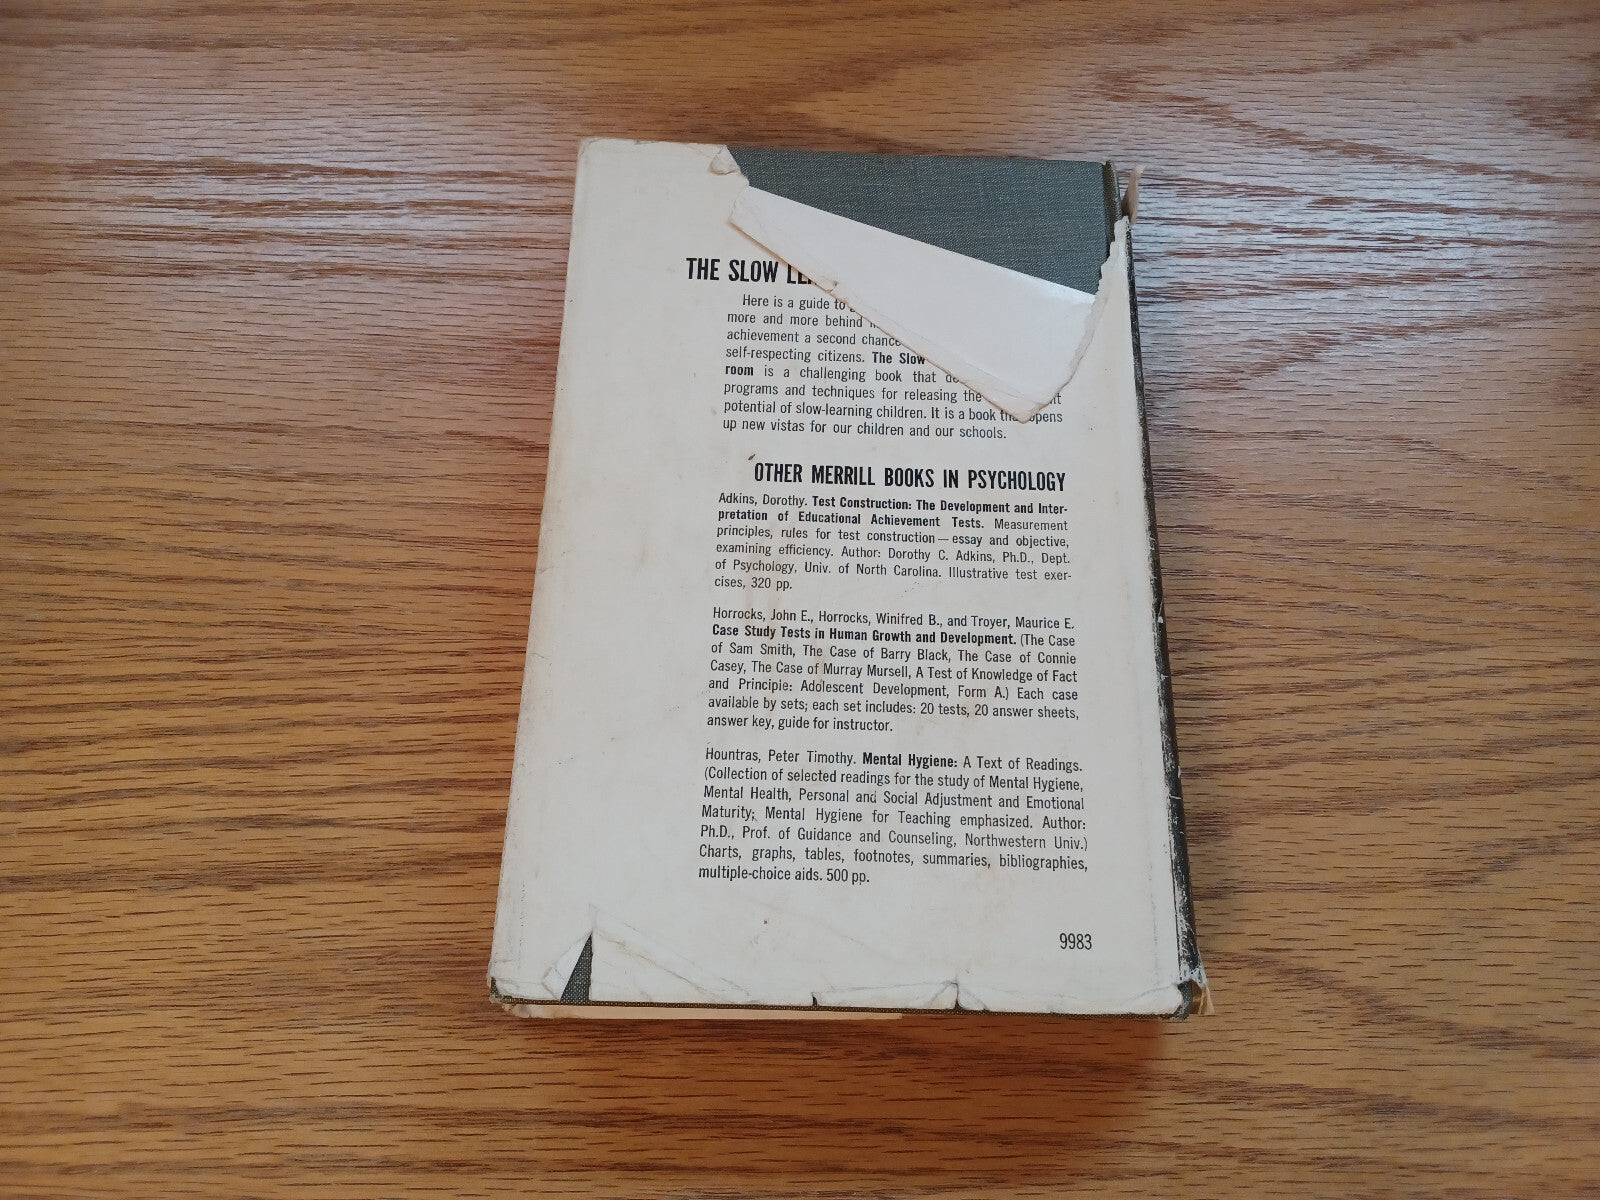 THE SLOW
Here is a guide to
more and more behind
achievement a second chance
self-respecting citizens. The Slow
room is a challenging book that
programs and techniques for releasing the
potential of slow-learning children. It is a book opens
up new vistas for our children and our schools.
OTHER MERRILL BOOKS IN PSYCHOLOGY
Adkins, Dorothy. Test Construction: The Development and Inter-
pretation of Educational Achievement Tests. Measurement
principles, rules for test construction — essay and objective,
examining efficiency. Author: Dorothy C. Adkins, Ph.D., Dept.
of Psychology, Univ. of North Carolina. Illustrative test exer-
cises, 320 pp.
Horrocks, John E., Horrocks, Winifred B., and Troyer, Maurice E.
Case Study Tests in Human Growth and Development. (The Case
of Sam Smith, The Case of Barry Black, The Case of Connie
Casey, The Case of Murray Mursell, A Test of Knowledge of Fact
and Principie: Adolescent Development, Form A.) Each case
available by sets; each set includes: 20 tests, 20 answer sheets,
answer key, guide for instructor.
Hountras, Peter Timothy. Mental Hygiene: A Text of Readings.
(Collection of selected readings for the study of Mental Hygiene,
Mental Health, Personal and Social Adjustment and Emotional
Maturity; Mental Hygiene for Teaching emphasized. Author:
Ph.D., Prof. of Guidance and Counseling, Northwestern Univ.)
Charts, graphs, tables, footnotes, summaries, bibliographies,
multiple-choice aids. 500 pp.
9983